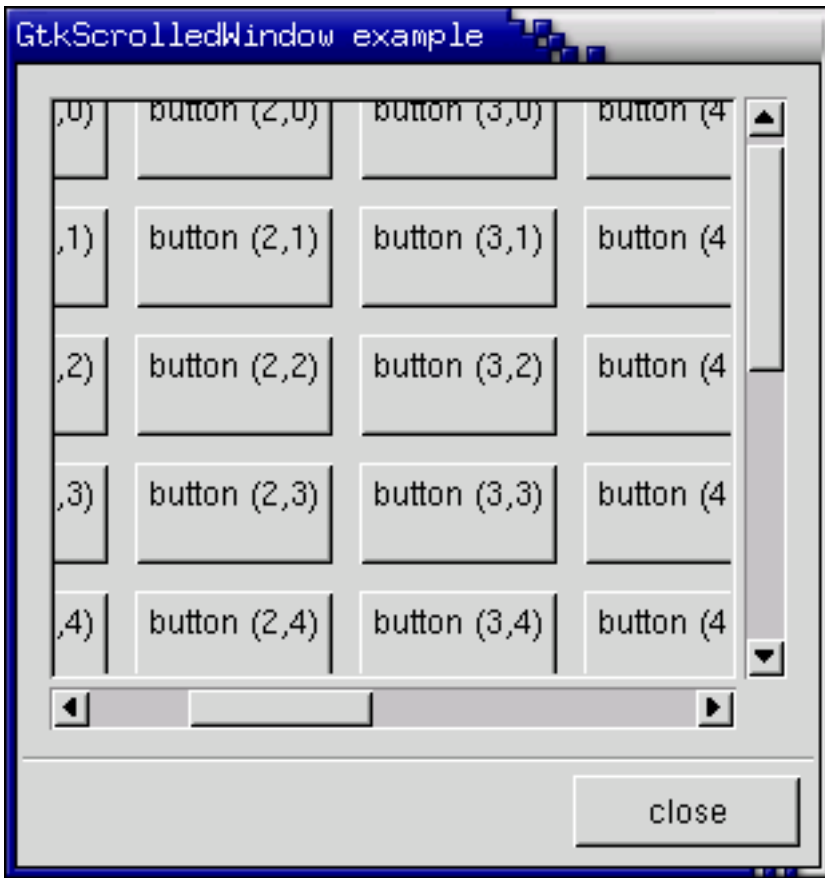 GtkScrolledWindow example
,0) button (2,0) button (3,0) button (4
,1) button (2,1) button (3,1) button (4
,2) button (2,2) button (3,2) button (4
,3) button (2,3) button (3,3) button (4
,4) button (2,4) button (3,4) button (4
close